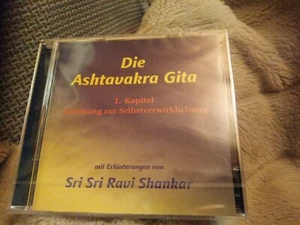 Die
Ashtavakra Gita
1. Kapitel
Anleitung zur Selbstverwirklichung
mit Erläuterungen von
Sri Sri Ravi Shankar